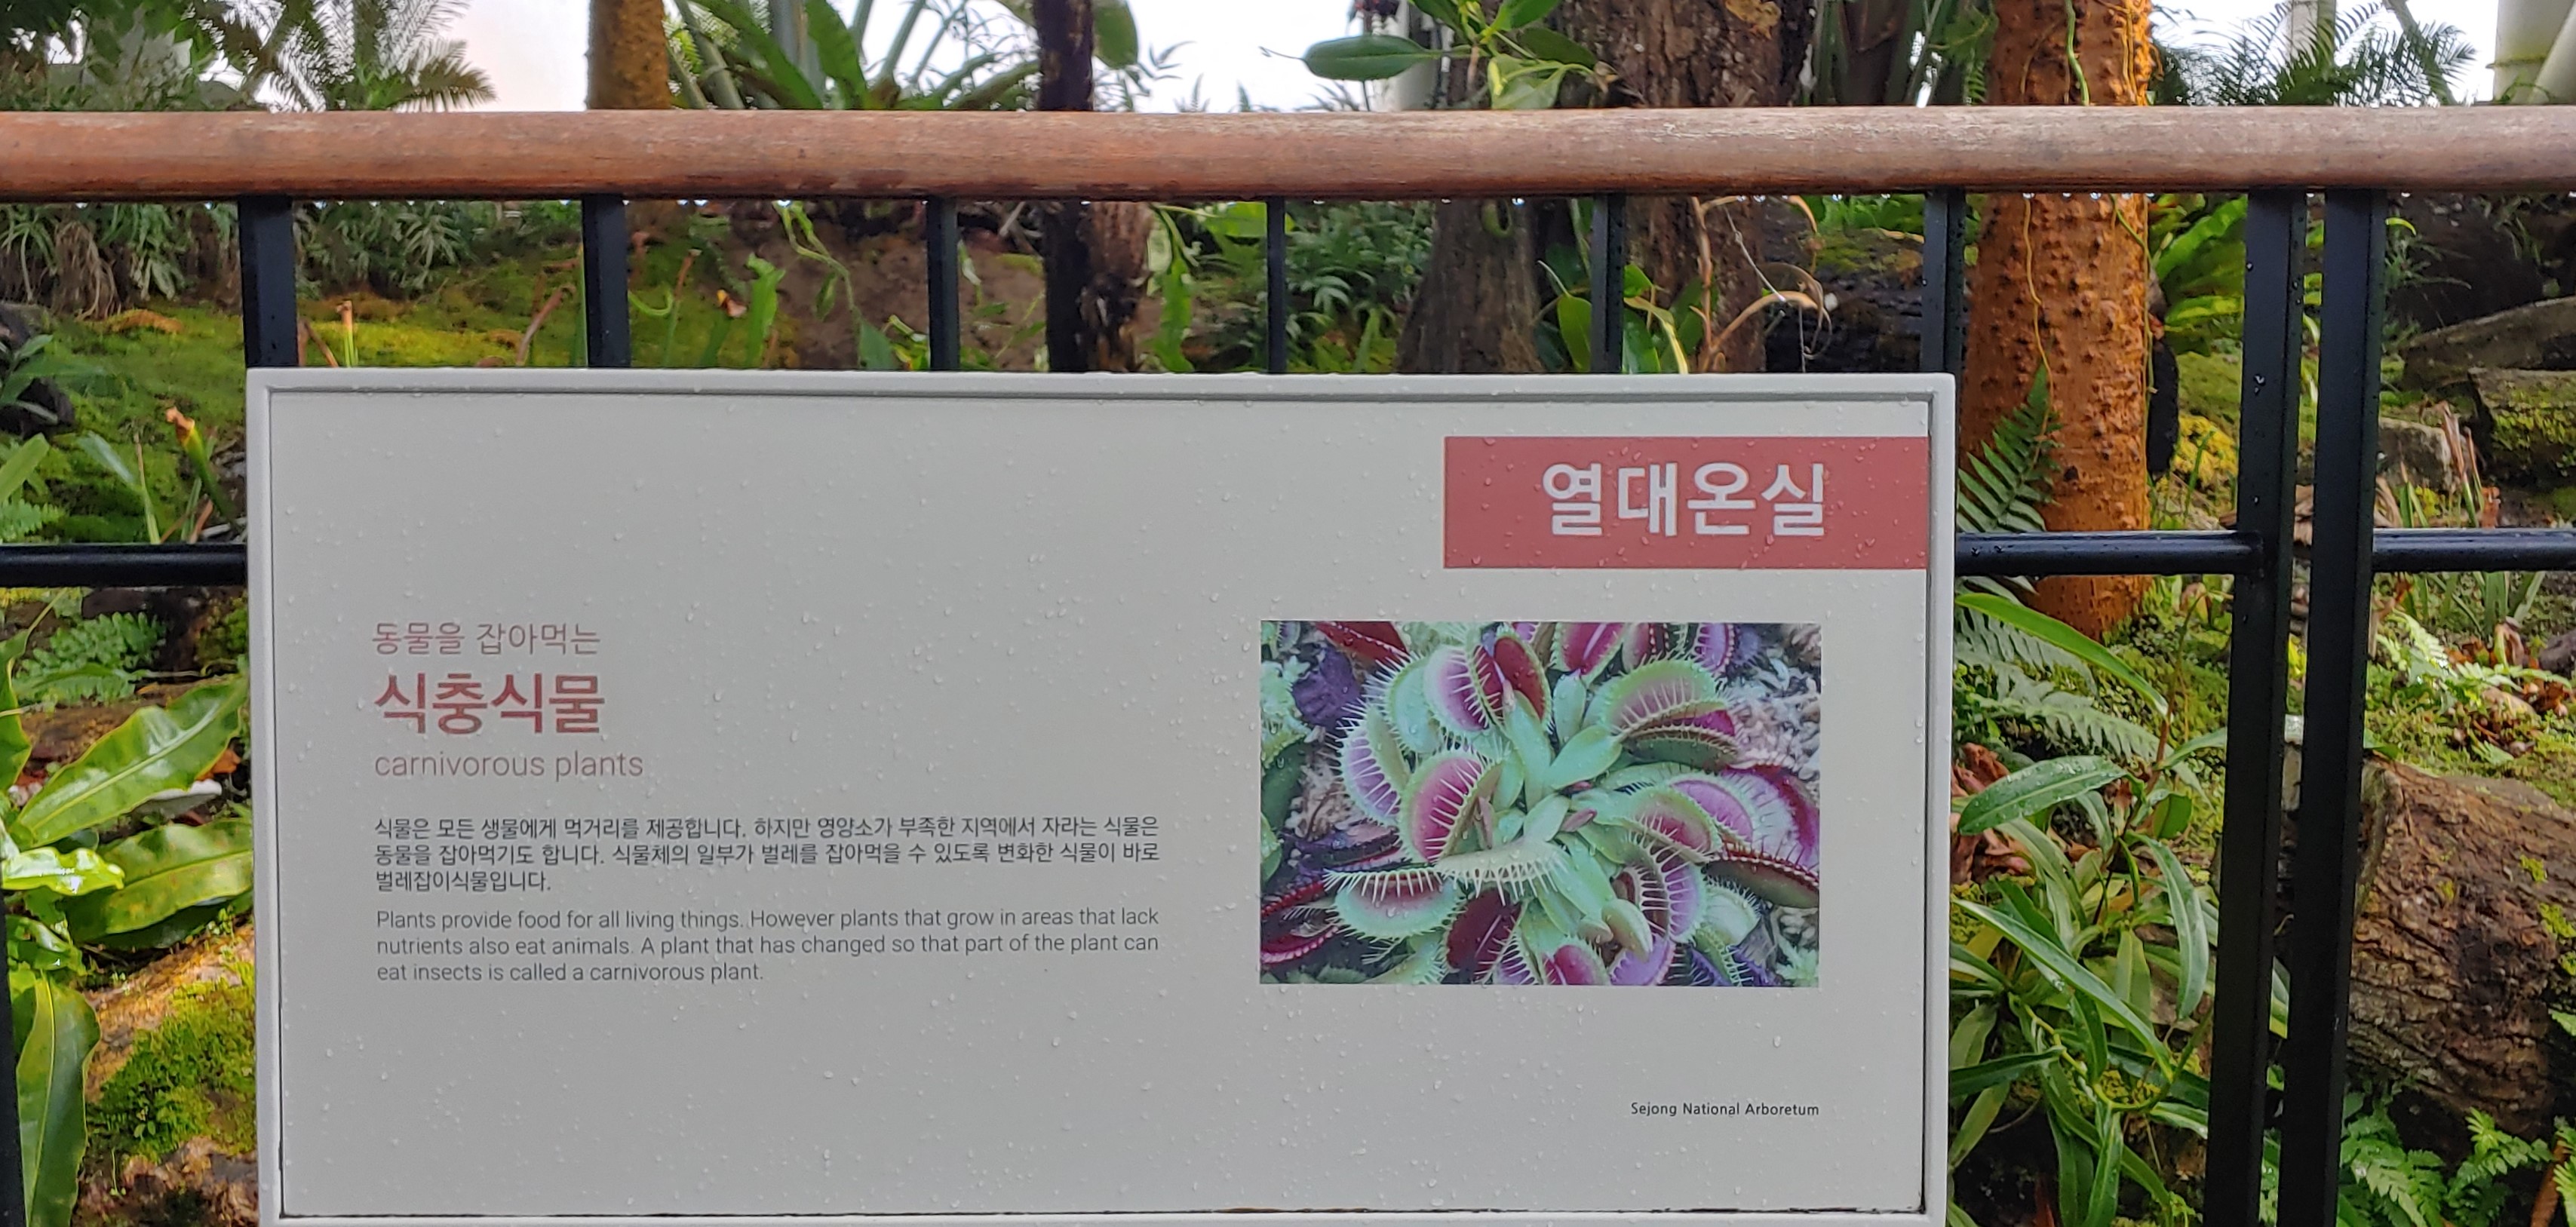 열대온실
동물을 잡아먹는
식충식물
carnivorous plants
식물은 모든 생물에게 먹거리를 제공합니다. 하지만 영양소가 부족한 지역에서 자라는 식물은
동물을 잡아먹기도 합니다. 식물체의 일부가 벌레를 잡아먹을 수 있도록 변화한 식물이 바로
벌레잡이식물입니다.
Plants provide food for all living things. However plants that grow in areas that lack
nutrients also eat animals. A plant that has changed so that part of the plant can
eat insects is called a carnivorous plant.
Sejong National Arboretum